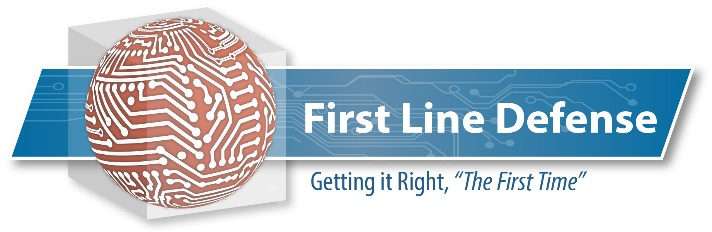 First Line Defense
Getting it Right, “The First Time”